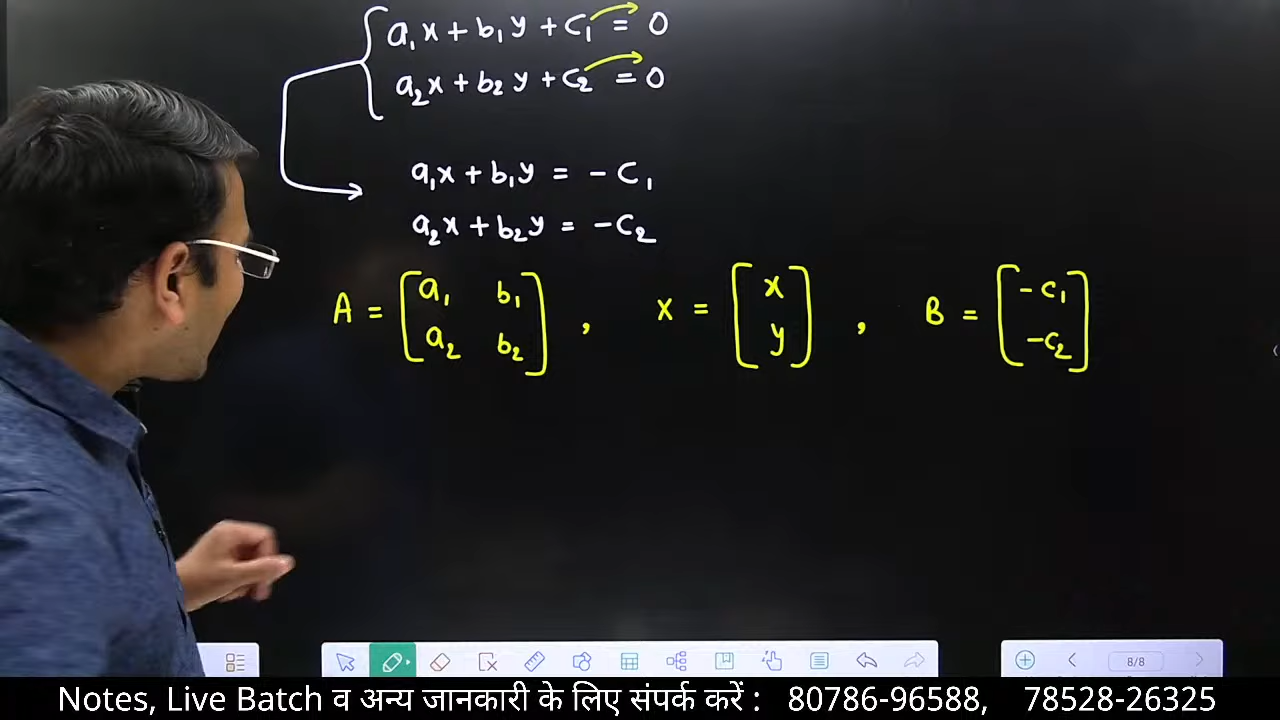 a₁x + b₁y + c₁ = 0
a₂x + b₂y + c₂ = 0
a₁x + b₁y = - c₁
a₂x + b₂y = -c₂
A = [a₁ b₁ , X = [x , B = [-c₁
a₂ b₂] y] -c₂]
8/8
Notes, Live Batch व अन्य जानकारी के लिए संपर्क करें : 80786-96588, 78528-26325